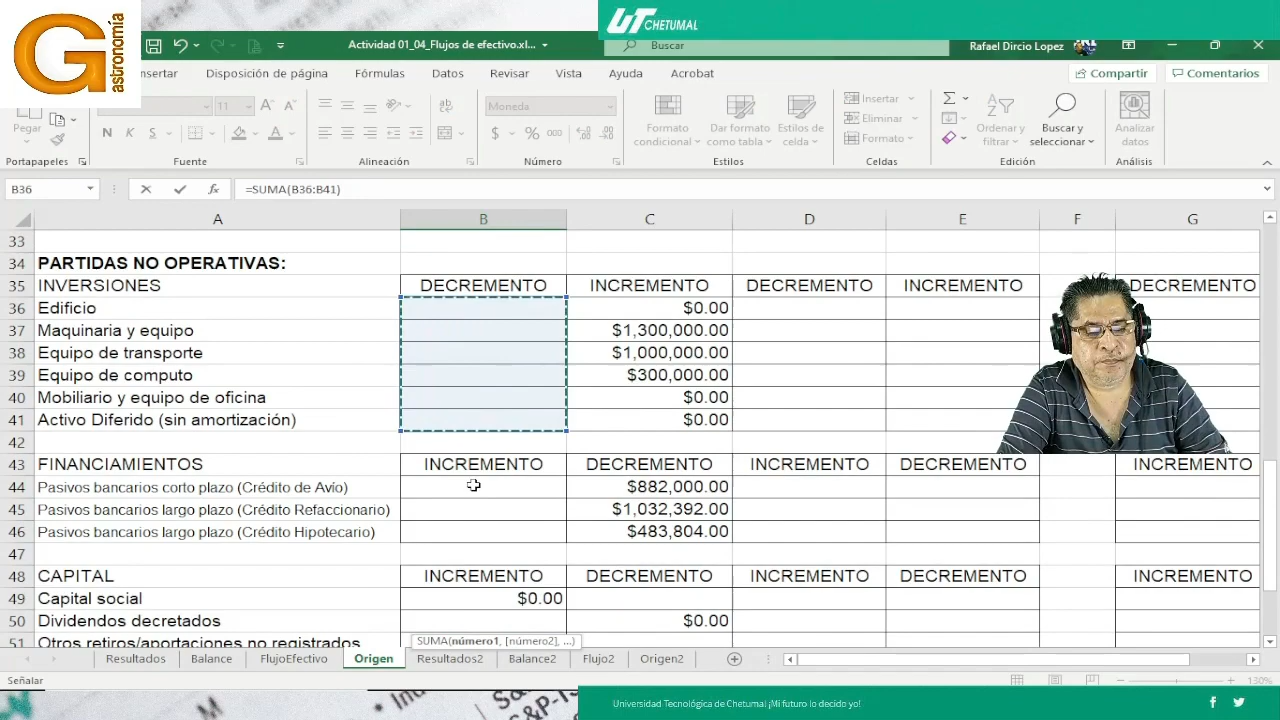 G astronomía
UT CHETUMAL
Actividad 01_04_Flujos de efectivo.xl...
Buscar
Rafael Dircio Lopez
nsertar Disposición de página Fórmulas Datos Revisar Vista Ayuda Acrobat
Compartir Comentarios
Pegar
11
N K S
Moneda
$ % 000
Formato condicional
Dar formato como tabla
Estilos de celda
Insertar
Eliminar
Formato
Ordenar y filtrar
Buscar y seleccionar
Analizar datos
Portapapeles Fuente Alineación Número Estilos Celdas Edición Análisis
B36 fx =SUMA(B36:B41)
A B C D E F G
33
34 PARTIDAS NO OPERATIVAS:
35 INVERSIONES DECREMENTO INCREMENTO DECREMENTO INCREMENTO DECREMENTO
36 Edificio $0.00
37 Maquinaria y equipo $1,300,000.00
38 Equipo de transporte $1,000,000.00
39 Equipo de computo $300,000.00
40 Mobiliario y equipo de oficina $0.00
41 Activo Diferido (sin amortización) $0.00
42
43 FINANCIAMIENTOS INCREMENTO DECREMENTO INCREMENTO DECREMENTO INCREMENTO
44 Pasivos bancarios corto plazo (Crédito de Avío) $882,000.00
45 Pasivos bancarios largo plazo (Crédito Refaccionario) $1,032,392.00
46 Pasivos bancarios largo plazo (Crédito Hipotecario) $483,804.00
47
48 CAPITAL INCREMENTO DECREMENTO INCREMENTO DECREMENTO INCREMENTO
49 Capital social $0.00
50 Dividendos decretados $0.00
51 Otros retiros/aportaciones no registrados
SUMA(número1, [número2], ...)
Resultados Balance FlujoEfectivo Origen Resultados2 Balance2 Flujo2 Origen2
Señalar
130%
Universidad Tecnológica de Chetumal ¡Mi futuro lo decido yo!